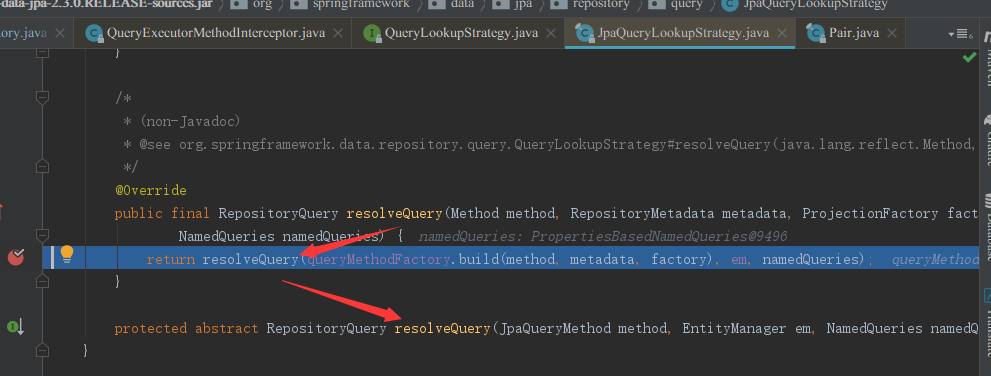 -data-jpa-2.3.0.RELEASE-sources.jar org springframework data jpa repository query JpaQueryLookupStrategy
ory.java QueryExecutorMethodInterceptor.java QueryLookupStrategy.java JpaQueryLookupStrategy.java Pair.java
}
/*
* (non-Javadoc)
* @see org.springframework.data.repository.query.QueryLookupStrategy#resolveQuery(java.lang.reflect.Method,
*/
@Override
public final RepositoryQuery resolveQuery(Method method, RepositoryMetadata metadata, ProjectionFactory fact
NamedQueries namedQueries) { namedQueries: PropertiesBasedNamedQueries@9496
return resolveQuery(queryMethodFactory.build(method, metadata, factory), em, namedQueries); queryMethod
}
protected abstract RepositoryQuery resolveQuery(JpaQueryMethod method, EntityManager em, NamedQueries namedQ
}
Maven